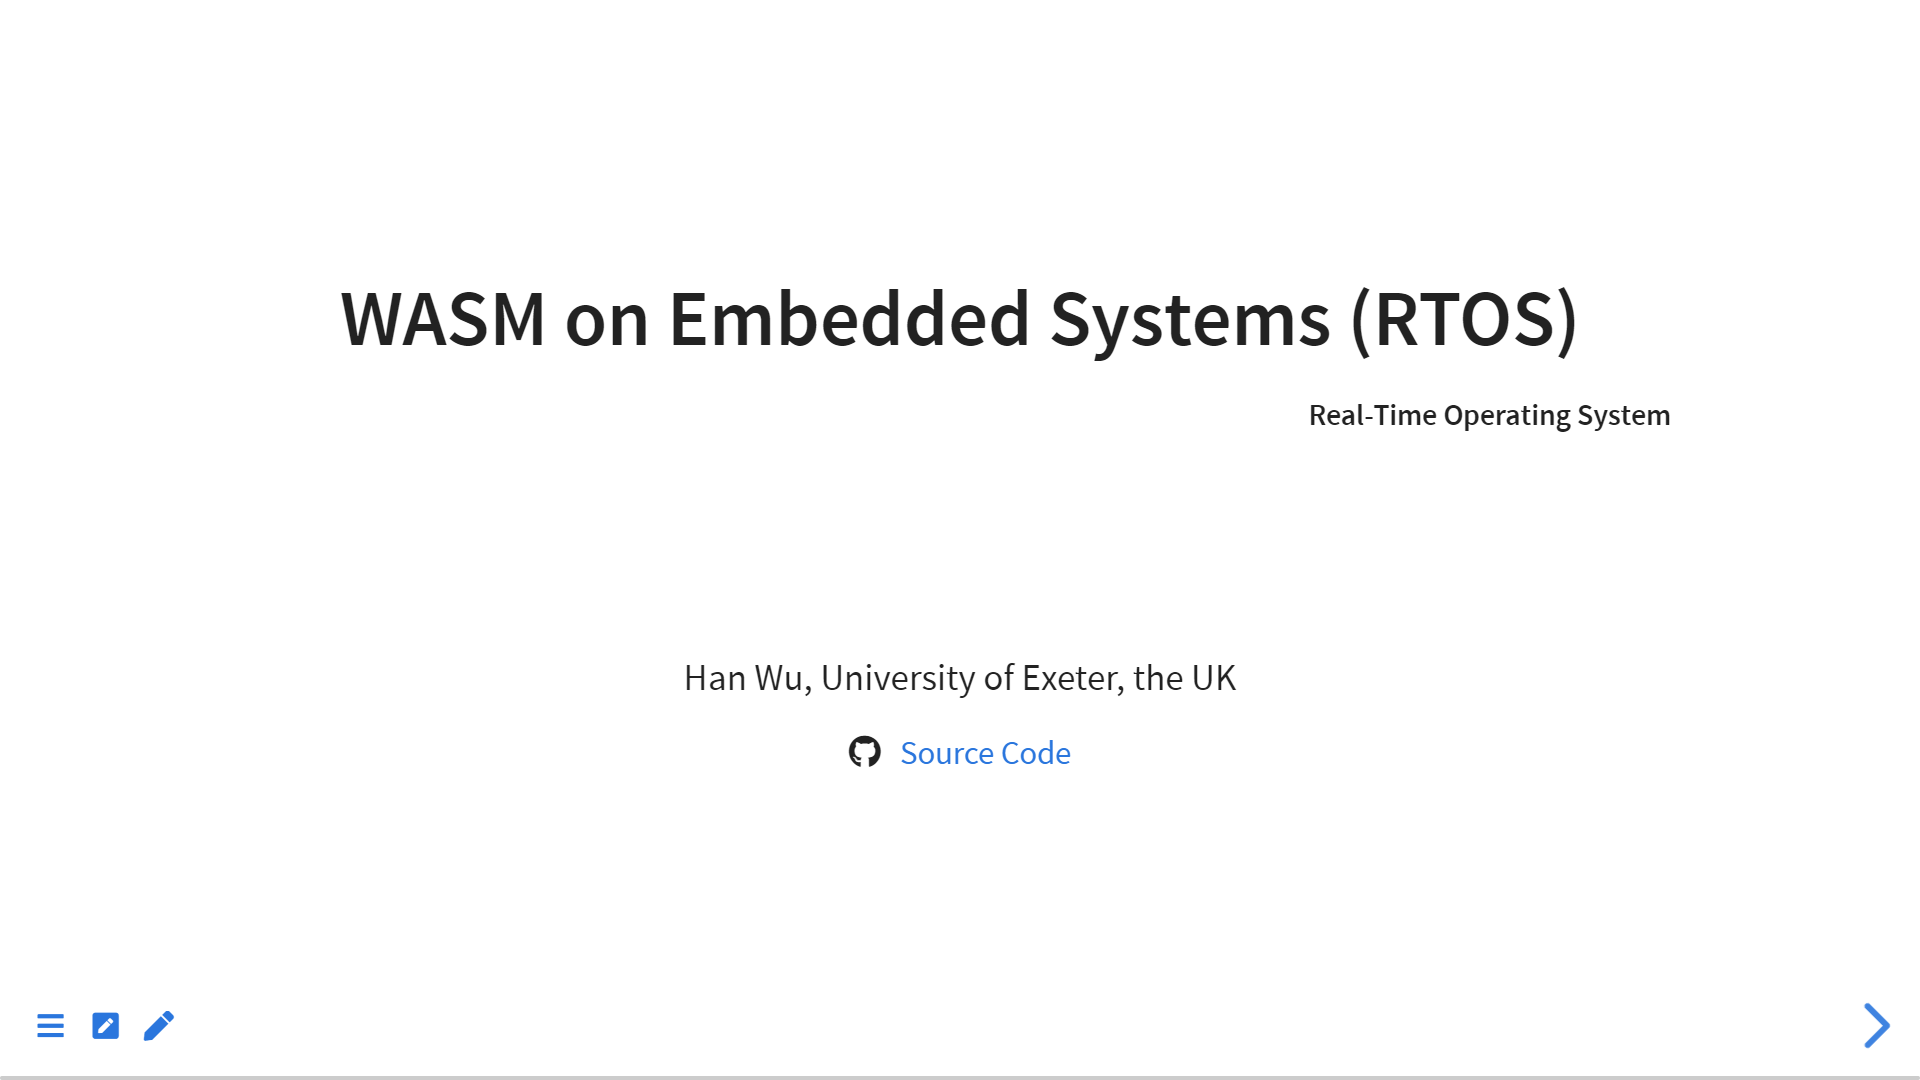 WASM on Embedded Systems (RTOS)
Real-Time Operating System
Han Wu, University of Exeter, the UK
Source Code